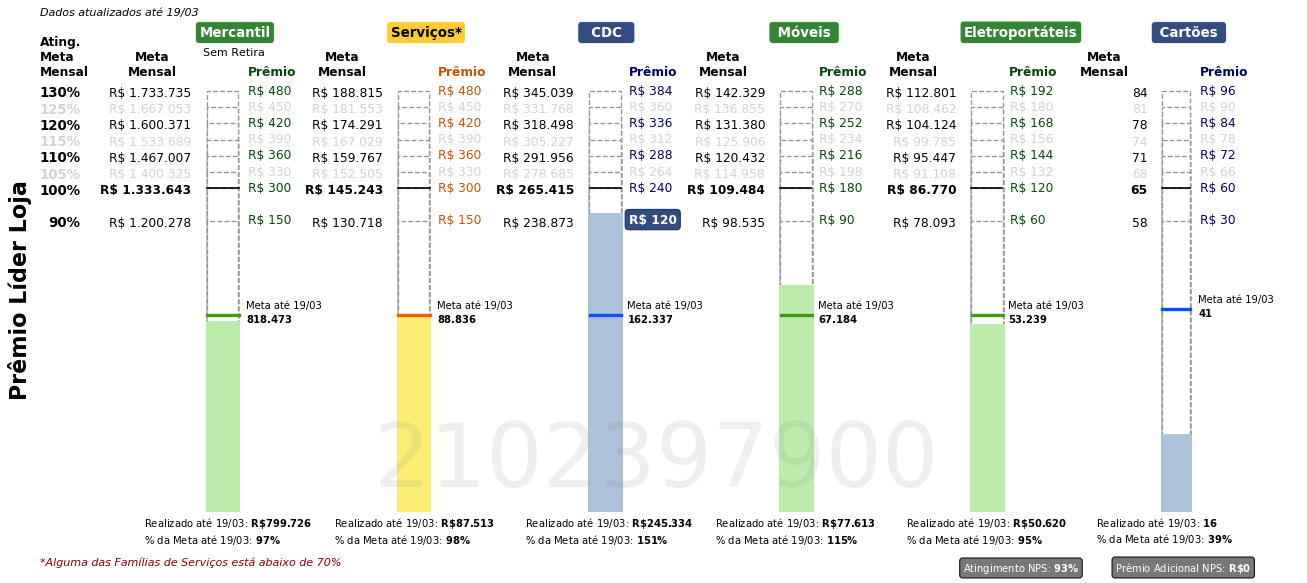 Dados atualizados até 19/03
Mercantil Serviços* CDC Móveis Eletroportáteis Cartões
Sem Retira
Ating. Meta Mensal
Meta Mensal Prêmio Meta Mensal Prêmio Meta Mensal Prêmio Meta Mensal Prêmio Meta Mensal Prêmio Meta Mensal Prêmio
130% R$ 1.733.735 R$ 480 R$ 188.815 R$ 480 R$ 345.039 R$ 384 R$ 142.329 R$ 288 R$ 112.801 R$ 192 84 R$ 96
125% R$ 1.667.053 R$ 450 R$ 181.553 R$ 450 R$ 331.768 R$ 360 R$ 136.855 R$ 270 R$ 108.462 R$ 180 81 R$ 90
120% R$ 1.600.371 R$ 420 R$ 174.291 R$ 420 R$ 318.498 R$ 336 R$ 131.380 R$ 252 R$ 104.124 R$ 168 78 R$ 84
115% R$ 1.533.689 R$ 390 R$ 167.029 R$ 390 R$ 305.227 R$ 312 R$ 125.906 R$ 234 R$ 99.785 R$ 156 74 R$ 78
110% R$ 1.467.007 R$ 360 R$ 159.767 R$ 360 R$ 291.956 R$ 288 R$ 120.432 R$ 216 R$ 95.447 R$ 144 71 R$ 72
105% R$ 1.400.325 R$ 330 R$ 152.505 R$ 330 R$ 278.685 R$ 264 R$ 114.958 R$ 198 R$ 91.108 R$ 132 68 R$ 66
100% R$ 1.333.643 R$ 300 R$ 145.243 R$ 300 R$ 265.415 R$ 240 R$ 109.484 R$ 180 R$ 86.770 R$ 120 65 R$ 60
90% R$ 1.200.278 R$ 150 R$ 130.718 R$ 150 R$ 238.873 R$ 120 R$ 98.535 R$ 90 R$ 78.093 R$ 60 58 R$ 30
Prêmio Líder Loja
Meta até 19/03 Meta até 19/03 Meta até 19/03 Meta até 19/03 Meta até 19/03 Meta até 19/03
818.473 88.836 162.337 67.184 53.239 41
2102397900
Realizado até 19/03: R$799.726 Realizado até 19/03: R$87.513 Realizado até 19/03: R$245.334 Realizado até 19/03: R$77.613 Realizado até 19/03: R$50.620 Realizado até 19/03: 16
% da Meta até 19/03: 97% % da Meta até 19/03: 98% % da Meta até 19/03: 151% % da Meta até 19/03: 115% % da Meta até 19/03: 95% % da Meta até 19/03: 39%
*Alguma das Famílias de Serviços está abaixo de 70%
Atingimento NPS: 93% Prêmio Adicional NPS: R$0